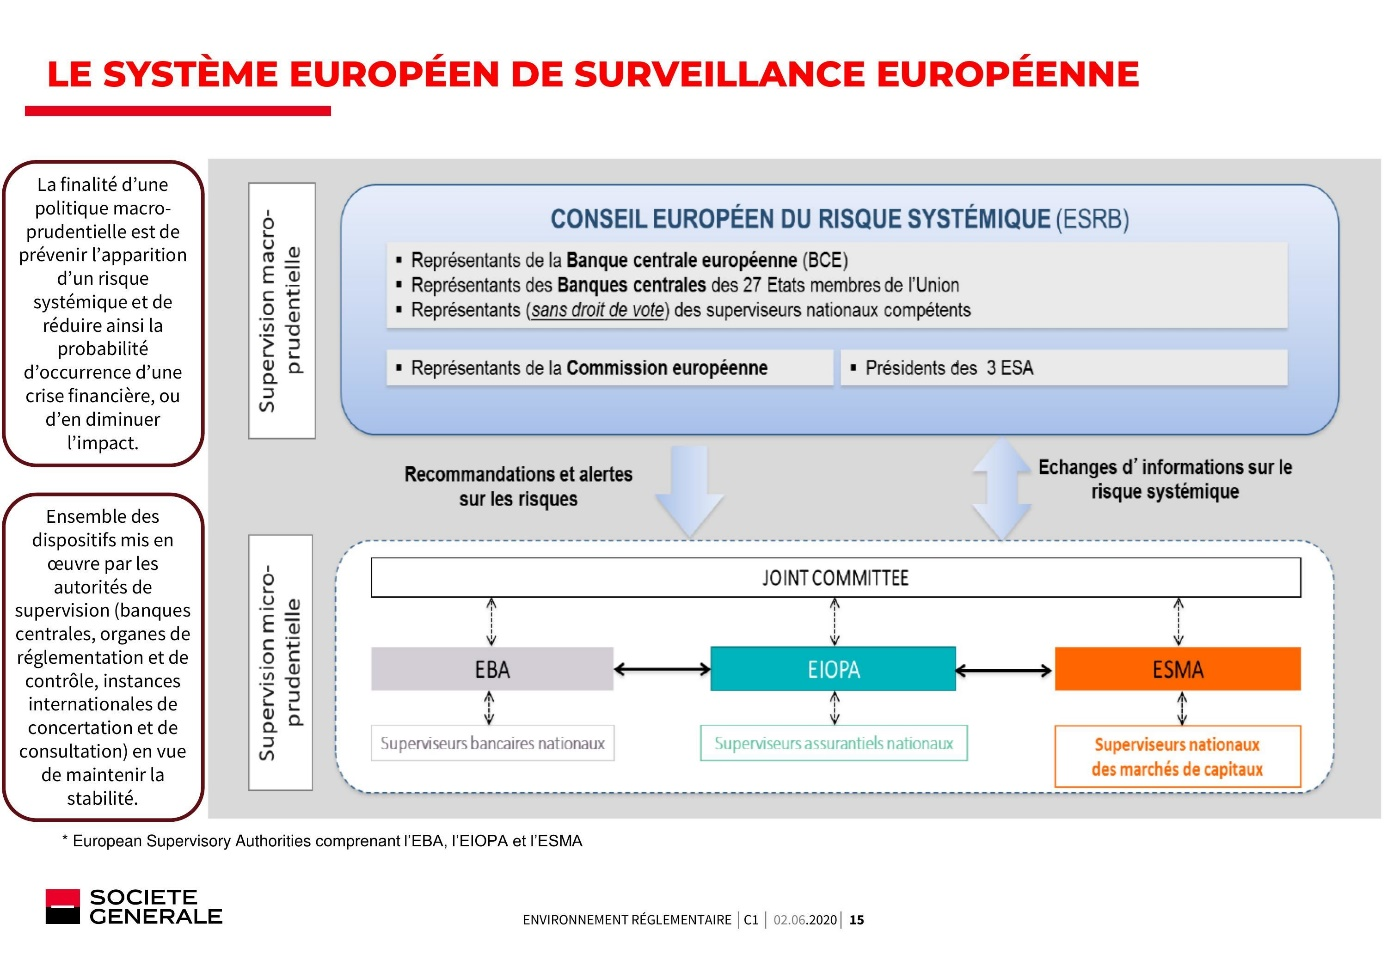 LE SYSTÈME EUROPÉEN DE SURVEILLANCE EUROPÉENNE
La finalité d’une
politique macro-
prudentielle est de
prévenir l’apparition
d’un risque
systémique et de
réduire ainsi la
probabilité
d’occurrence d’une
crise financière, ou
d’en diminuer
l’impact.
Supervision macro-
prudentielle
CONSEIL EUROPÉEN DU RISQUE SYSTÉMIQUE (ESRB)
▪ Représentants de la Banque centrale européenne (BCE)
▪ Représentants des Banques centrales des 27 Etats membres de l’Union
▪ Représentants (sans droit de vote) des superviseurs nationaux compétents
▪ Représentants de la Commission européenne
▪ Présidents des 3 ESA
Recommandations et alertes
sur les risques
Echanges d’ informations sur le
risque systémique
Ensemble des
dispositifs mis en
œuvre par les
autorités de
supervision (banques
centrales, organes de
réglementation et de
contrôle, instances
internationales de
concertation et de
consultation) en vue
de maintenir la
stabilité.
Supervision micro-
prudentielle
JOINT COMMITTEE
EBA
EIOPA
ESMA
Superviseurs bancaires nationaux
Superviseurs assurantiels nationaux
Superviseurs nationaux
des marchés de capitaux
* European Supervisory Authorities comprenant l’EBA, l’EIOPA et l’ESMA
SOCIETE
GENERALE
ENVIRONNEMENT RÉGLEMENTAIRE | C1 | 02.06.2020 | 15